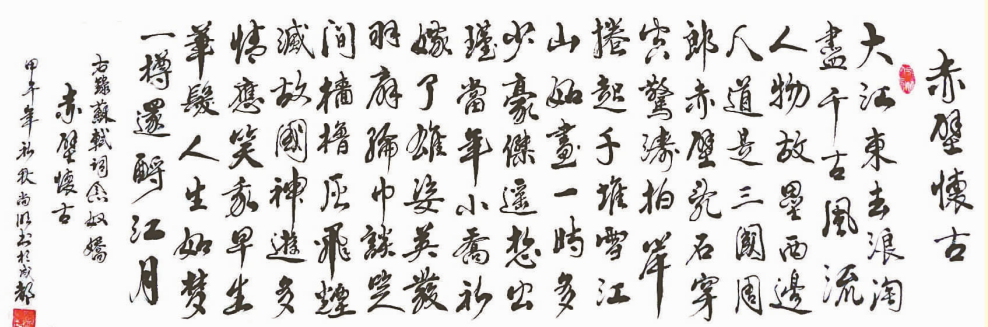 赤壁懷古
大江東去浪淘
盡千古風流
人物故壘西邊
人道是三國周
郎赤壁亂石穿
空驚濤拍岸
捲起千堆雪江
山如畫一時多
少豪傑遙想公
瑾當年小喬初
嫁了雄姿英發
羽扇綸巾談笑
間檣櫓灰飛煙
滅故國神遊多
情應笑我早生
華髮人生如梦
一樽還酹江月
右錄蘇軾詞念奴嬌
赤壁懷古
甲午年初秋尚书於成都